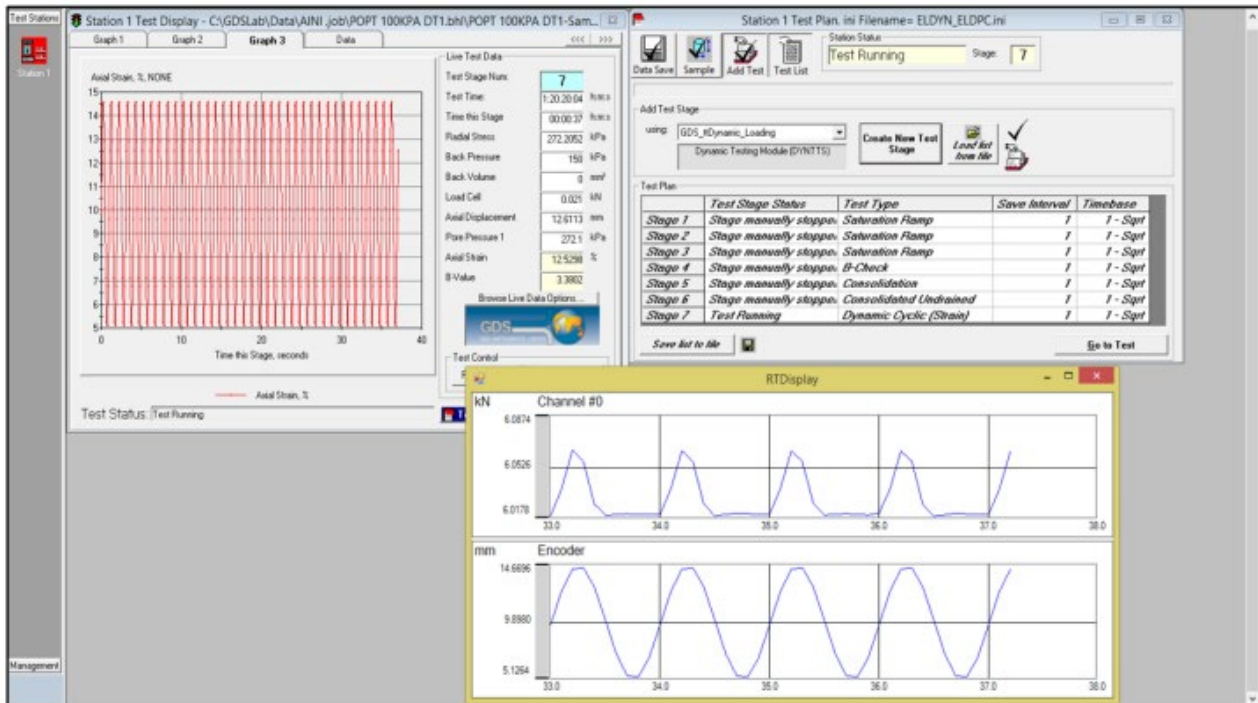 Test Stations
Station 1
Management
Station 1 Test Display - C:\GDSLab\Data\AINI .job\POPT 100KPA DT1.bhl\POPT 100KPA DT1-Sam...
Graph 1
Graph 2
Graph 3
Data
<<<
>>>
Axial Strain, %, NONE
15
14
13
12
11
10
9
8
7
6
5
0
10
20
30
40
Time this Stage, seconds
Axial Strain, %
Test Status: Test Running
Live Test Data
Test Stage Num: 7
Test Time: 1:20:20:04 h:m:s
Time this Stage 00:00:37 h:m:s
Radial Stress 272.2052 kPa
Back Pressure 150 kPa
Back Volume 0 mm³
Load Cell 0.021 kN
Axial Displacement 12.6113 mm
Pore Pressure 1 272.1 kPa
Axial Strain 12.5298 %
B-Value 3.3802
Browse Live Data Options...
GDS
Test Control
Station 1 Test Plan. ini Filename= ELDYN_ELDPC.ini
Data Save
Sample
Add Test
Test List
Station Status
Test Running
Stage: 7
Add Test Stage
using: GDS_#Dynamic_Loading
Dynamic Testing Module (DYNTTS)
Create New Test
Stage
Load list
from file
Test Plan
Test Stage Status Test Type Save Interval Timebase
Stage 1 Stage manually stoppe Saturation Ramp 1 1 - Sqrt
Stage 2 Stage manually stoppe Saturation Ramp 1 1 - Sqrt
Stage 3 Stage manually stoppe Saturation Ramp 1 1 - Sqrt
Stage 4 Stage manually stoppe B-Check 1 1 - Sqrt
Stage 5 Stage manually stoppe Consolidation 1 1 - Sqrt
Stage 6 Stage manually stoppe Consolidated Undrained 1 1 - Sqrt
Stage 7 Test Running Dynamic Cyclic (Strain) 1 1 - Sqrt
Save list to file
Go to Test
RTDisplay
kN Channel #0
6.0874
6.0526
6.0178
33.0 34.0 35.0 36.0 37.0 38.0
mm Encoder
14.6696
9.8980
5.1264
33.0 34.0 35.0 36.0 37.0 38.0